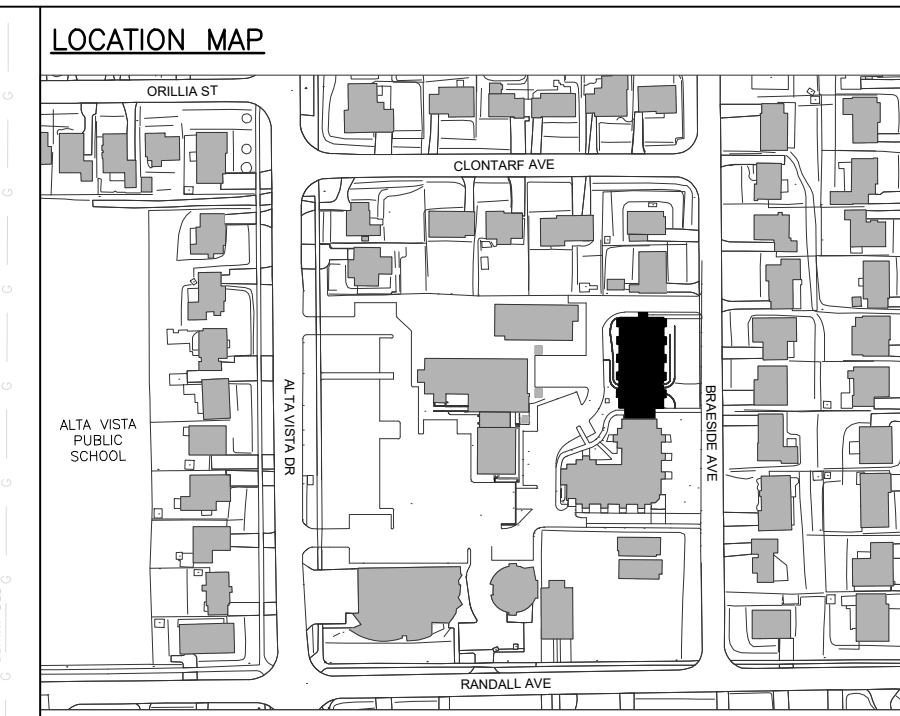 LOCATION MAP
ORILLIA ST
CLONTARF AVE
ALTA VISTA DR
BRAESIDE AVE
ALTA VISTA
PUBLIC
SCHOOL
RANDALL AVE
G
G
G
G
G
G